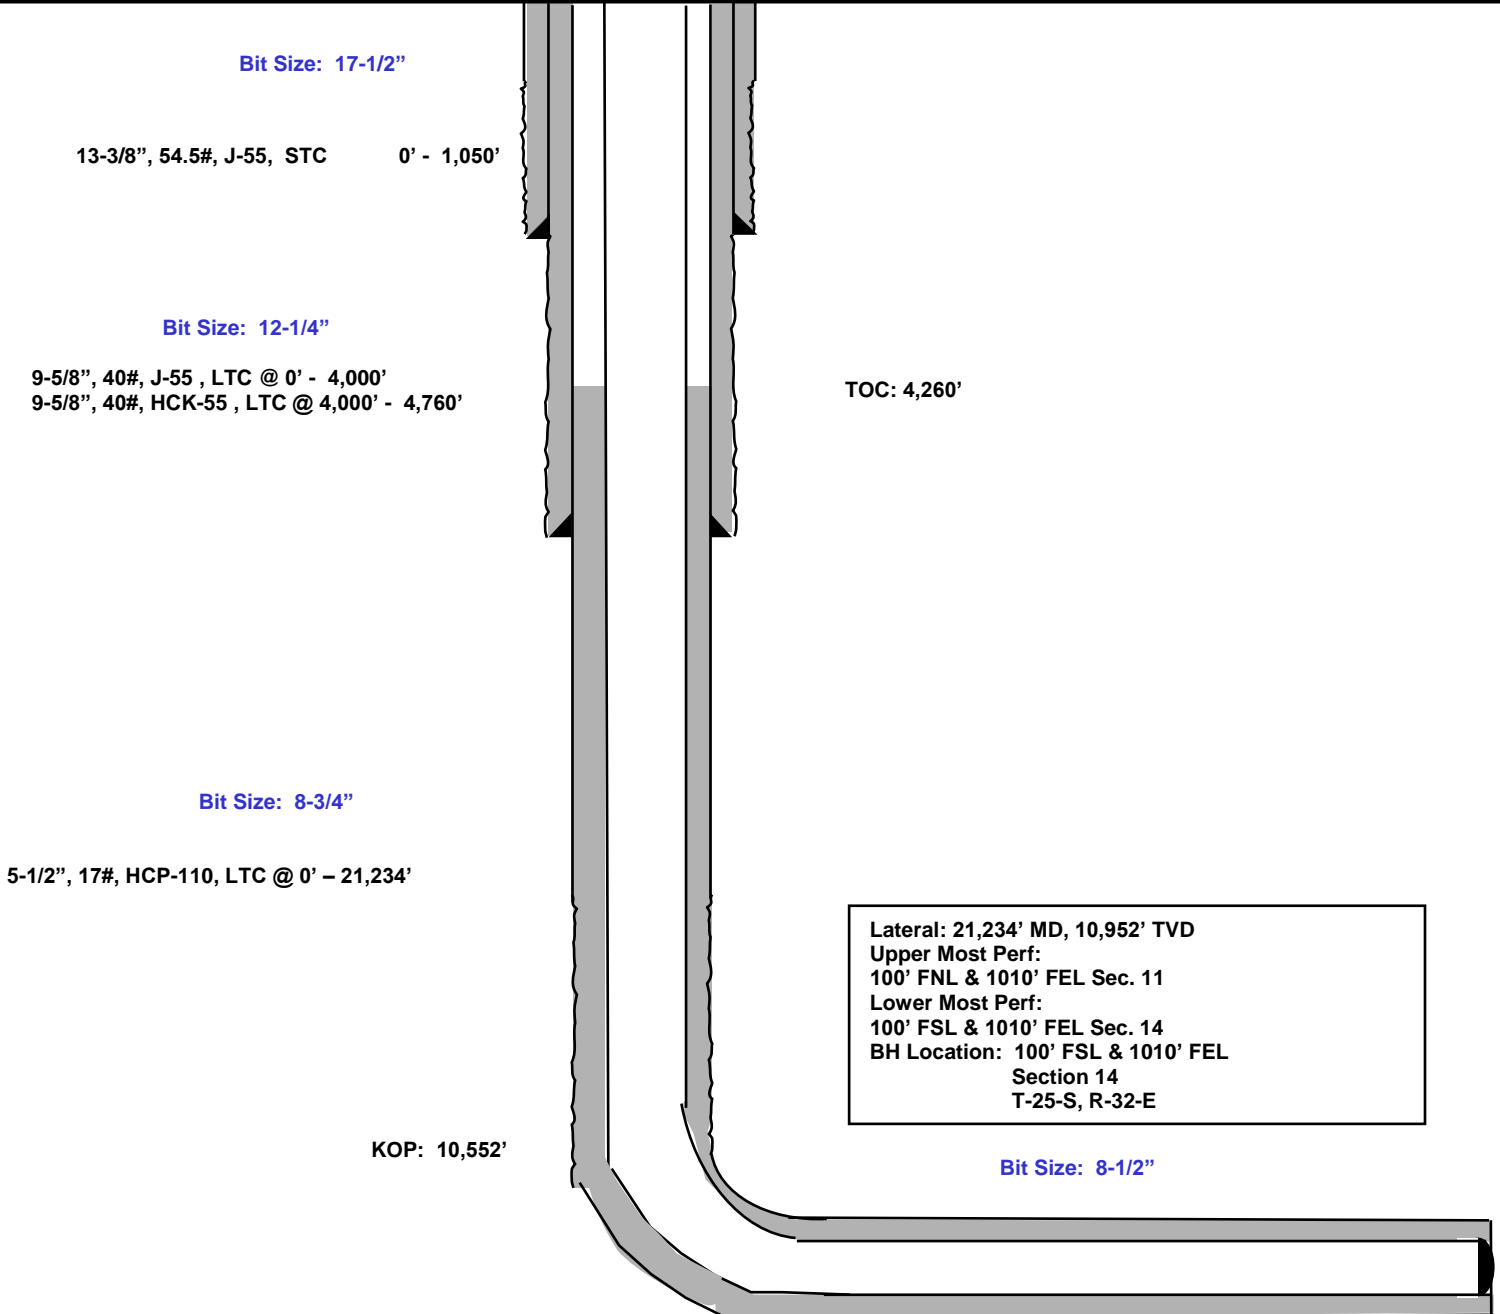 Bit Size: 17-1/2”
13-3/8”, 54.5#, J-55, STC 0’ - 1,050’
Bit Size: 12-1/4”
9-5/8”, 40#, J-55 , LTC @ 0’ - 4,000’
9-5/8”, 40#, HCK-55 , LTC @ 4,000’ - 4,760’
TOC: 4,260’
Bit Size: 8-3/4”
5-1/2”, 17#, HCP-110, LTC @ 0’ – 21,234’
Lateral: 21,234’ MD, 10,952’ TVD
Upper Most Perf:
100’ FNL & 1010’ FEL Sec. 11
Lower Most Perf:
100’ FSL & 1010’ FEL Sec. 14
BH Location: 100’ FSL & 1010’ FEL
Section 14
T-25-S, R-32-E
KOP: 10,552’
Bit Size: 8-1/2”